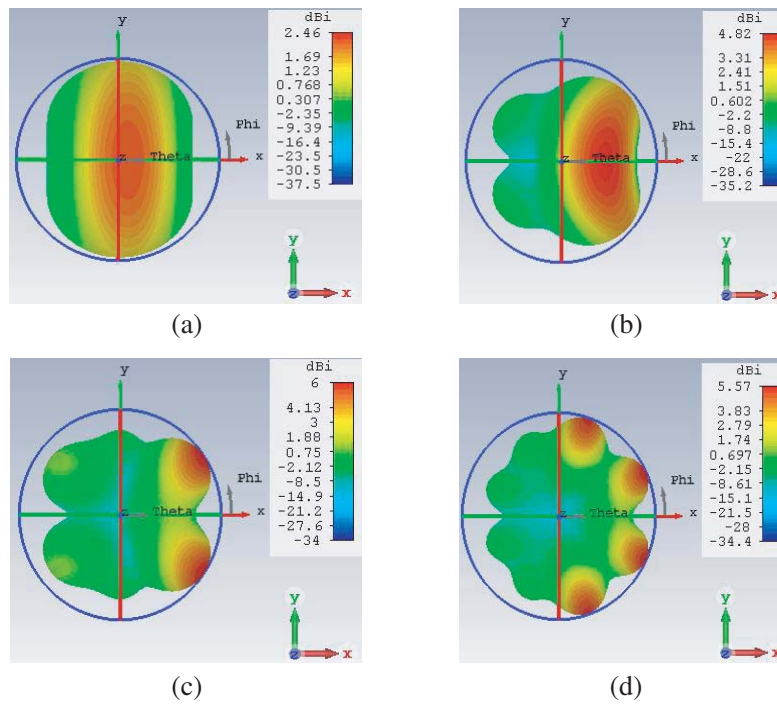 dBi
2.46
1.69
1.23
0.768
0.307
-2.35
-9.39
-16.4
-23.5
-30.5
-37.5
y
Phi
z
Theta
x
y
z
x
(a)
dBi
4.82
3.31
2.41
1.51
0.602
-2.2
-8.8
-15.4
-22
-28.6
-35.2
y
Phi
z
Theta
x
y
z
x
(b)
dBi
6
4.13
3
1.88
0.75
-2.12
-8.5
-14.9
-21.2
-27.6
-34
y
Phi
z
Theta
x
y
z
x
(c)
dBi
5.57
3.83
2.79
1.74
0.697
-2.15
-8.61
-15.1
-21.5
-28
-34.4
y
Phi
z
Theta
x
y
z
x
(d)